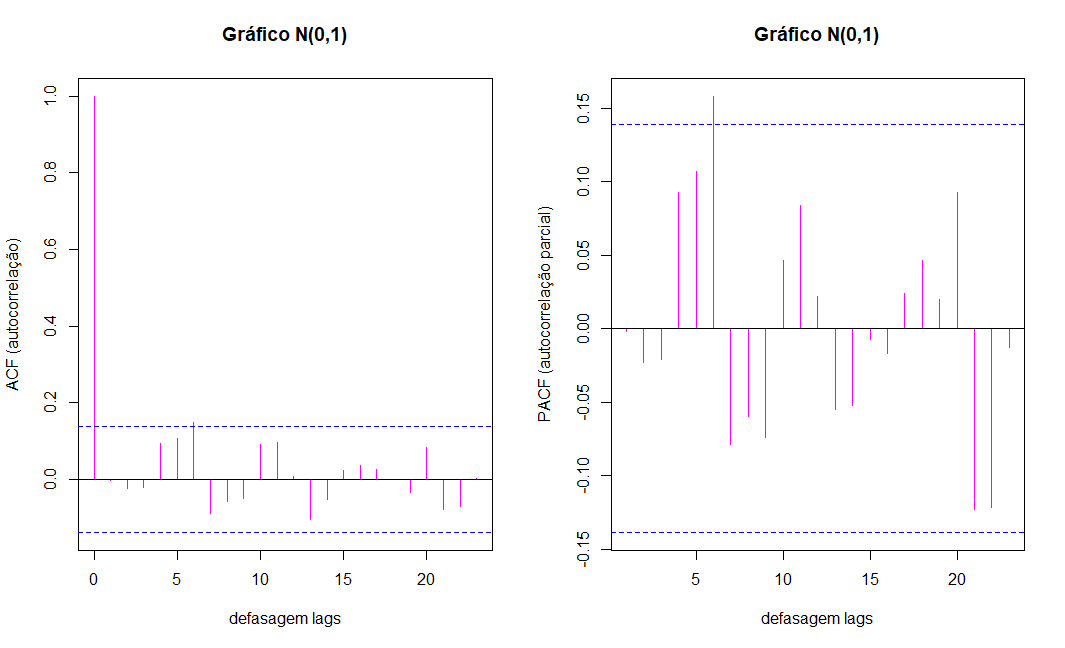 Gráfico N(0,1)
ACF (autocorrelação)
1.0
0.8
0.6
0.4
0.2
0.0
0 5 10 15 20
defasagem lags
Gráfico N(0,1)
PACF (autocorrelação parcial)
0.15
0.10
0.05
0.00
-0.05
-0.10
-0.15
5 10 15 20
defasagem lags